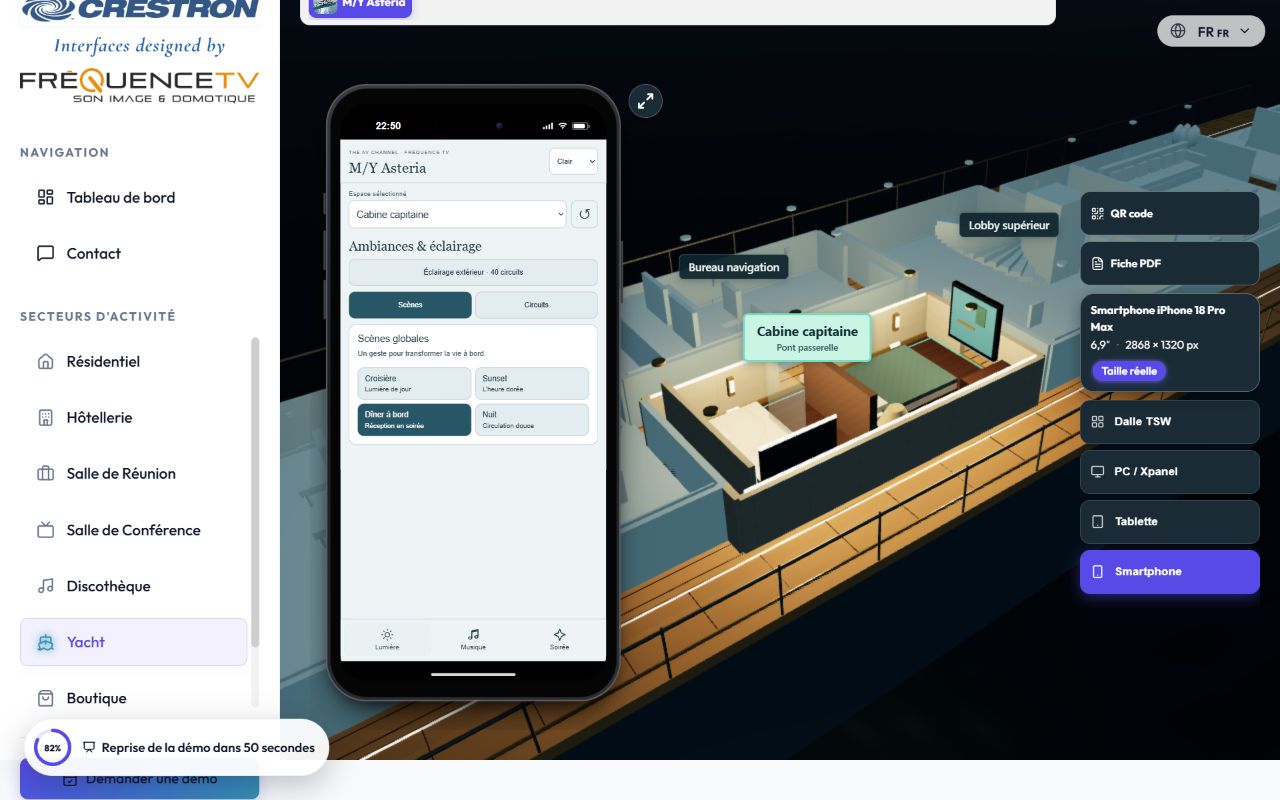 CRESTRON
Interfaces designed by
FRÉQUENCETV
SON IMAGE & DOMOTIQUE
NAVIGATION
Tableau de bord
Contact
SECTEURS D'ACTIVITÉ
Résidentiel
Hôtellerie
Salle de Réunion
Salle de Conférence
Discothèque
Yacht
Boutique
82%
Reprise de la démo dans 50 secondes
Demander une démo
M/Y Asteria
FR FR
22:50
THE AV CHANNEL · FRÉQUENCE TV
M/Y Asteria
Clair
Espace sélectionné
Cabine capitaine
Ambiances & éclairage
Éclairage extérieur · 40 circuits
Scènes
Circuits
Scènes globales
Un geste pour transformer la vie à bord.
Croisière
Lumière de jour
Sunset
L'heure dorée
Dîner à bord
Réception en soirée
Nuit
Circulation douce
Lumière
Musique
Soirée
Lobby supérieur
Bureau navigation
Cabine capitaine
Pont passerelle
QR code
Fiche PDF
Smartphone iPhone 18 Pro
Max
6,9" · 2868 × 1320 px
Taille réelle
Dalle TSW
PC / Xpanel
Tablette
Smartphone